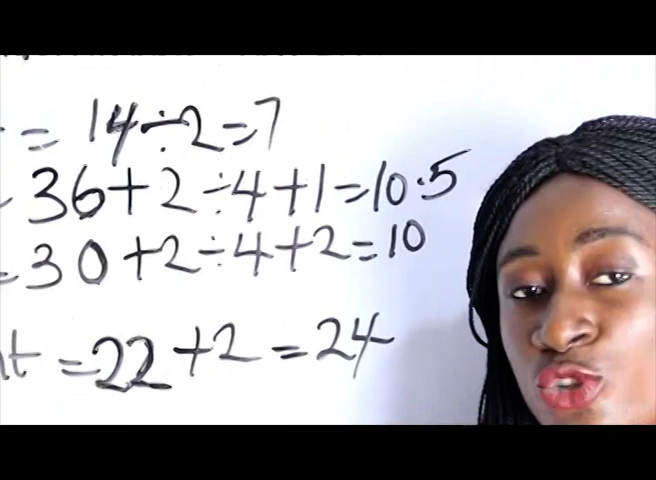 = 14÷2=7
36+2÷4+1=10.5
=30+2÷4+2=10
t =22+2=24